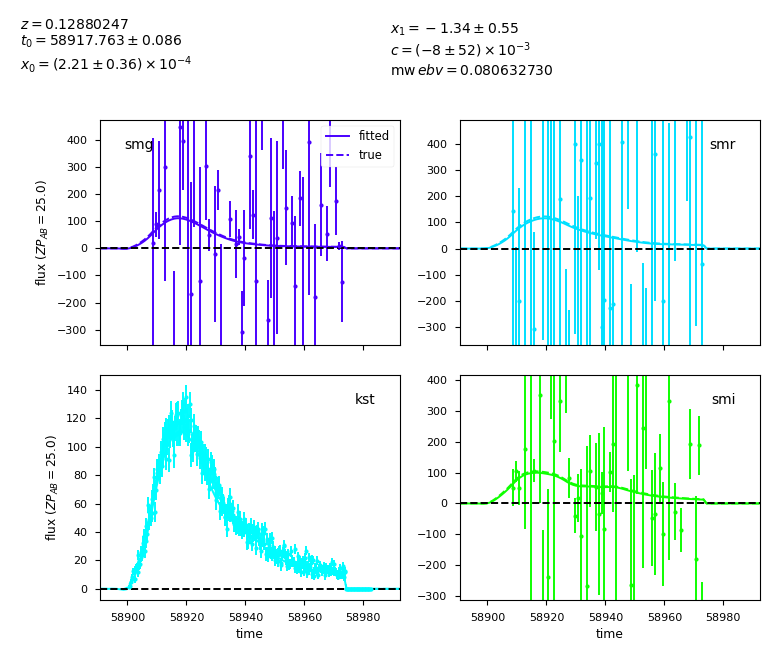 z = 0.12880247
t₀ = 58917.763 ± 0.086
x₀ = (2.21 ± 0.36) × 10⁻⁴
x₁ = −1.34 ± 0.55
c = (−8 ± 52) × 10⁻³
mw ebv = 0.080632730
smg
fitted
true
400
300
200
100
0
−100
−200
−300
flux (ZP_AB = 25.0)
smr
400
300
200
100
0
−100
−200
−300
kst
140
120
100
80
60
40
20
0
flux (ZP_AB = 25.0)
58900 58920 58940 58960 58980
time
smi
400
300
200
100
0
−100
−200
−300
58900 58920 58940 58960 58980
time